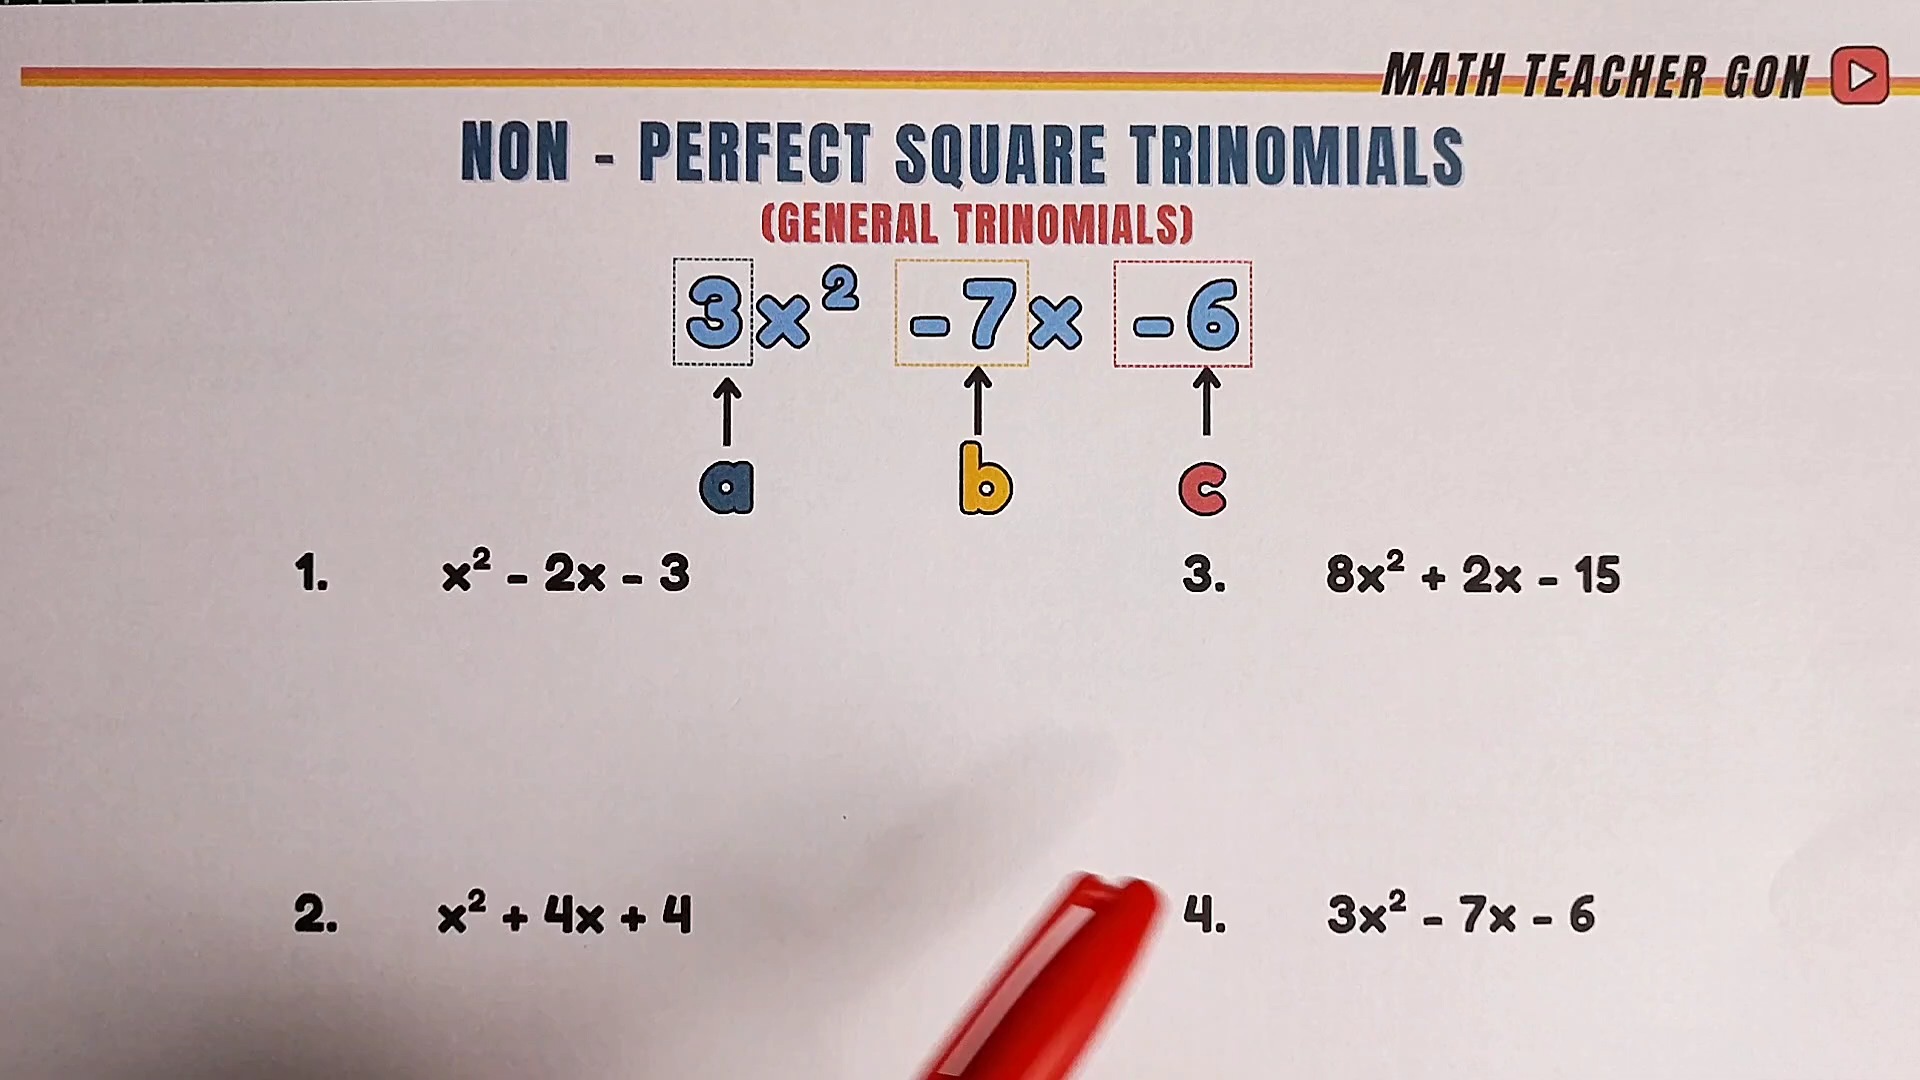 MATH TEACHER GON
NON - PERFECT SQUARE TRINOMIALS
(GENERAL TRINOMIALS)
3x² -7x -6
a b c
1. x² - 2x - 3
3. 8x² + 2x - 15
2. x² + 4x + 4
4. 3x² - 7x - 6